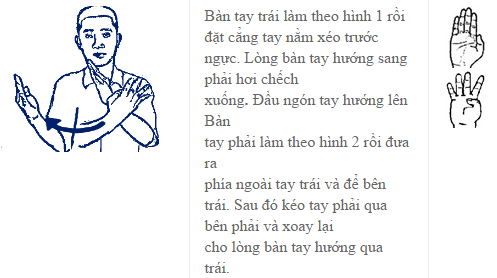 Bàn tay trái làm theo hình 1 rồi
đặt cẳng tay nằm xéo trước
ngực. Lòng bàn tay hướng sang
phải hơi chếch
xuống. Đầu ngón tay hướng lên
Bàn
tay phải làm theo hình 2 rồi đưa
ra
phía ngoài tay trái và để bên
trái. Sau đó kéo tay phải qua
bên phải và xoay lại
cho lòng bàn tay hướng qua
trái.